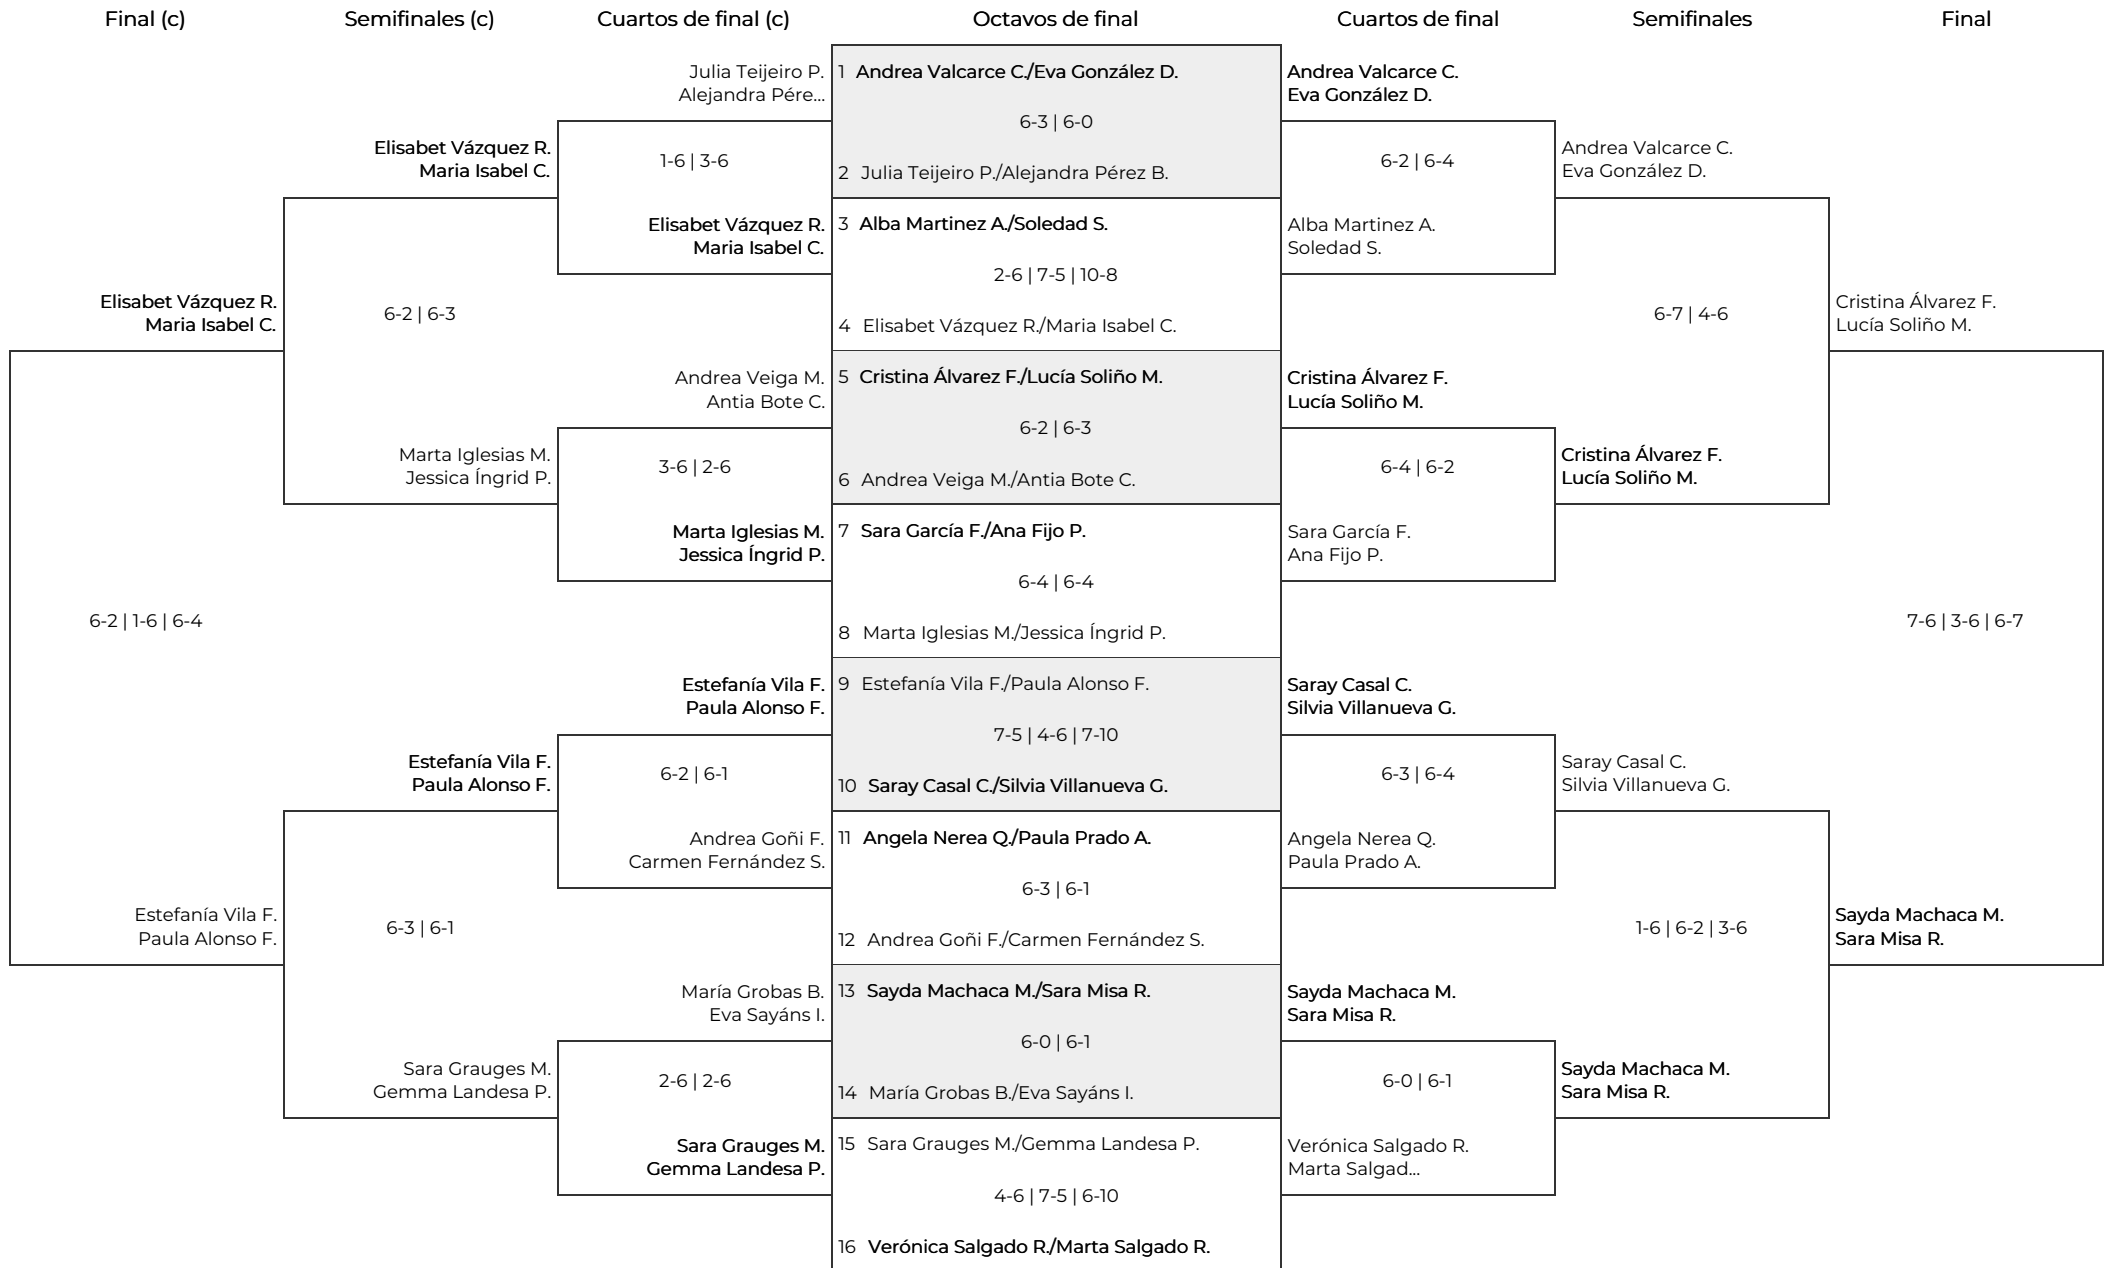 Final (c)
Semifinales (c)
Cuartos de final (c)
Octavos de final
Cuartos de final
Semifinales
Final
Elisabet Vázquez R.
Maria Isabel C.
6-2 | 1-6 | 6-4
Estefanía Vila F.
Paula Alonso F.
Elisabet Vázquez R.
Maria Isabel C.
6-2 | 6-3
Marta Iglesias M.
Jessica Íngrid P.
Estefanía Vila F.
Paula Alonso F.
6-3 | 6-1
Sara Grauges M.
Gemma Landesa P.
Julia Teijeiro P.
Alejandra Pére...
1-6 | 3-6
Elisabet Vázquez R.
Maria Isabel C.
Andrea Veiga M.
Antia Bote C.
3-6 | 2-6
Marta Iglesias M.
Jessica Íngrid P.
Estefanía Vila F.
Paula Alonso F.
6-2 | 6-1
Andrea Goñi F.
Carmen Fernández S.
María Grobas B.
Eva Sayáns I.
2-6 | 2-6
Sara Grauges M.
Gemma Landesa P.
1 Andrea Valcarce C./Eva González D.
6-3 | 6-0
2 Julia Teijeiro P./Alejandra Pérez B.
3 Alba Martinez A./Soledad S.
2-6 | 7-5 | 10-8
4 Elisabet Vázquez R./Maria Isabel C.
5 Cristina Álvarez F./Lucía Soliño M.
6-2 | 6-3
6 Andrea Veiga M./Antia Bote C.
7 Sara García F./Ana Fijo P.
6-4 | 6-4
8 Marta Iglesias M./Jessica Íngrid P.
9 Estefanía Vila F./Paula Alonso F.
7-5 | 4-6 | 7-10
10 Saray Casal C./Silvia Villanueva G.
11 Angela Nerea Q./Paula Prado A.
6-3 | 6-1
12 Andrea Goñi F./Carmen Fernández S.
13 Sayda Machaca M./Sara Misa R.
6-0 | 6-1
14 María Grobas B./Eva Sayáns I.
15 Sara Grauges M./Gemma Landesa P.
4-6 | 7-5 | 6-10
16 Verónica Salgado R./Marta Salgado R.
Andrea Valcarce C.
Eva González D.
6-2 | 6-4
Alba Martinez A.
Soledad S.
Cristina Álvarez F.
Lucía Soliño M.
6-4 | 6-2
Sara García F.
Ana Fijo P.
Saray Casal C.
Silvia Villanueva G.
6-3 | 6-4
Angela Nerea Q.
Paula Prado A.
Sayda Machaca M.
Sara Misa R.
6-0 | 6-1
Verónica Salgado R.
Marta Salgad...
Andrea Valcarce C.
Eva González D.
6-7 | 4-6
Cristina Álvarez F.
Lucía Soliño M.
Saray Casal C.
Silvia Villanueva G.
1-6 | 6-2 | 3-6
Sayda Machaca M.
Sara Misa R.
Cristina Álvarez F.
Lucía Soliño M.
7-6 | 3-6 | 6-7
Sayda Machaca M.
Sara Misa R.